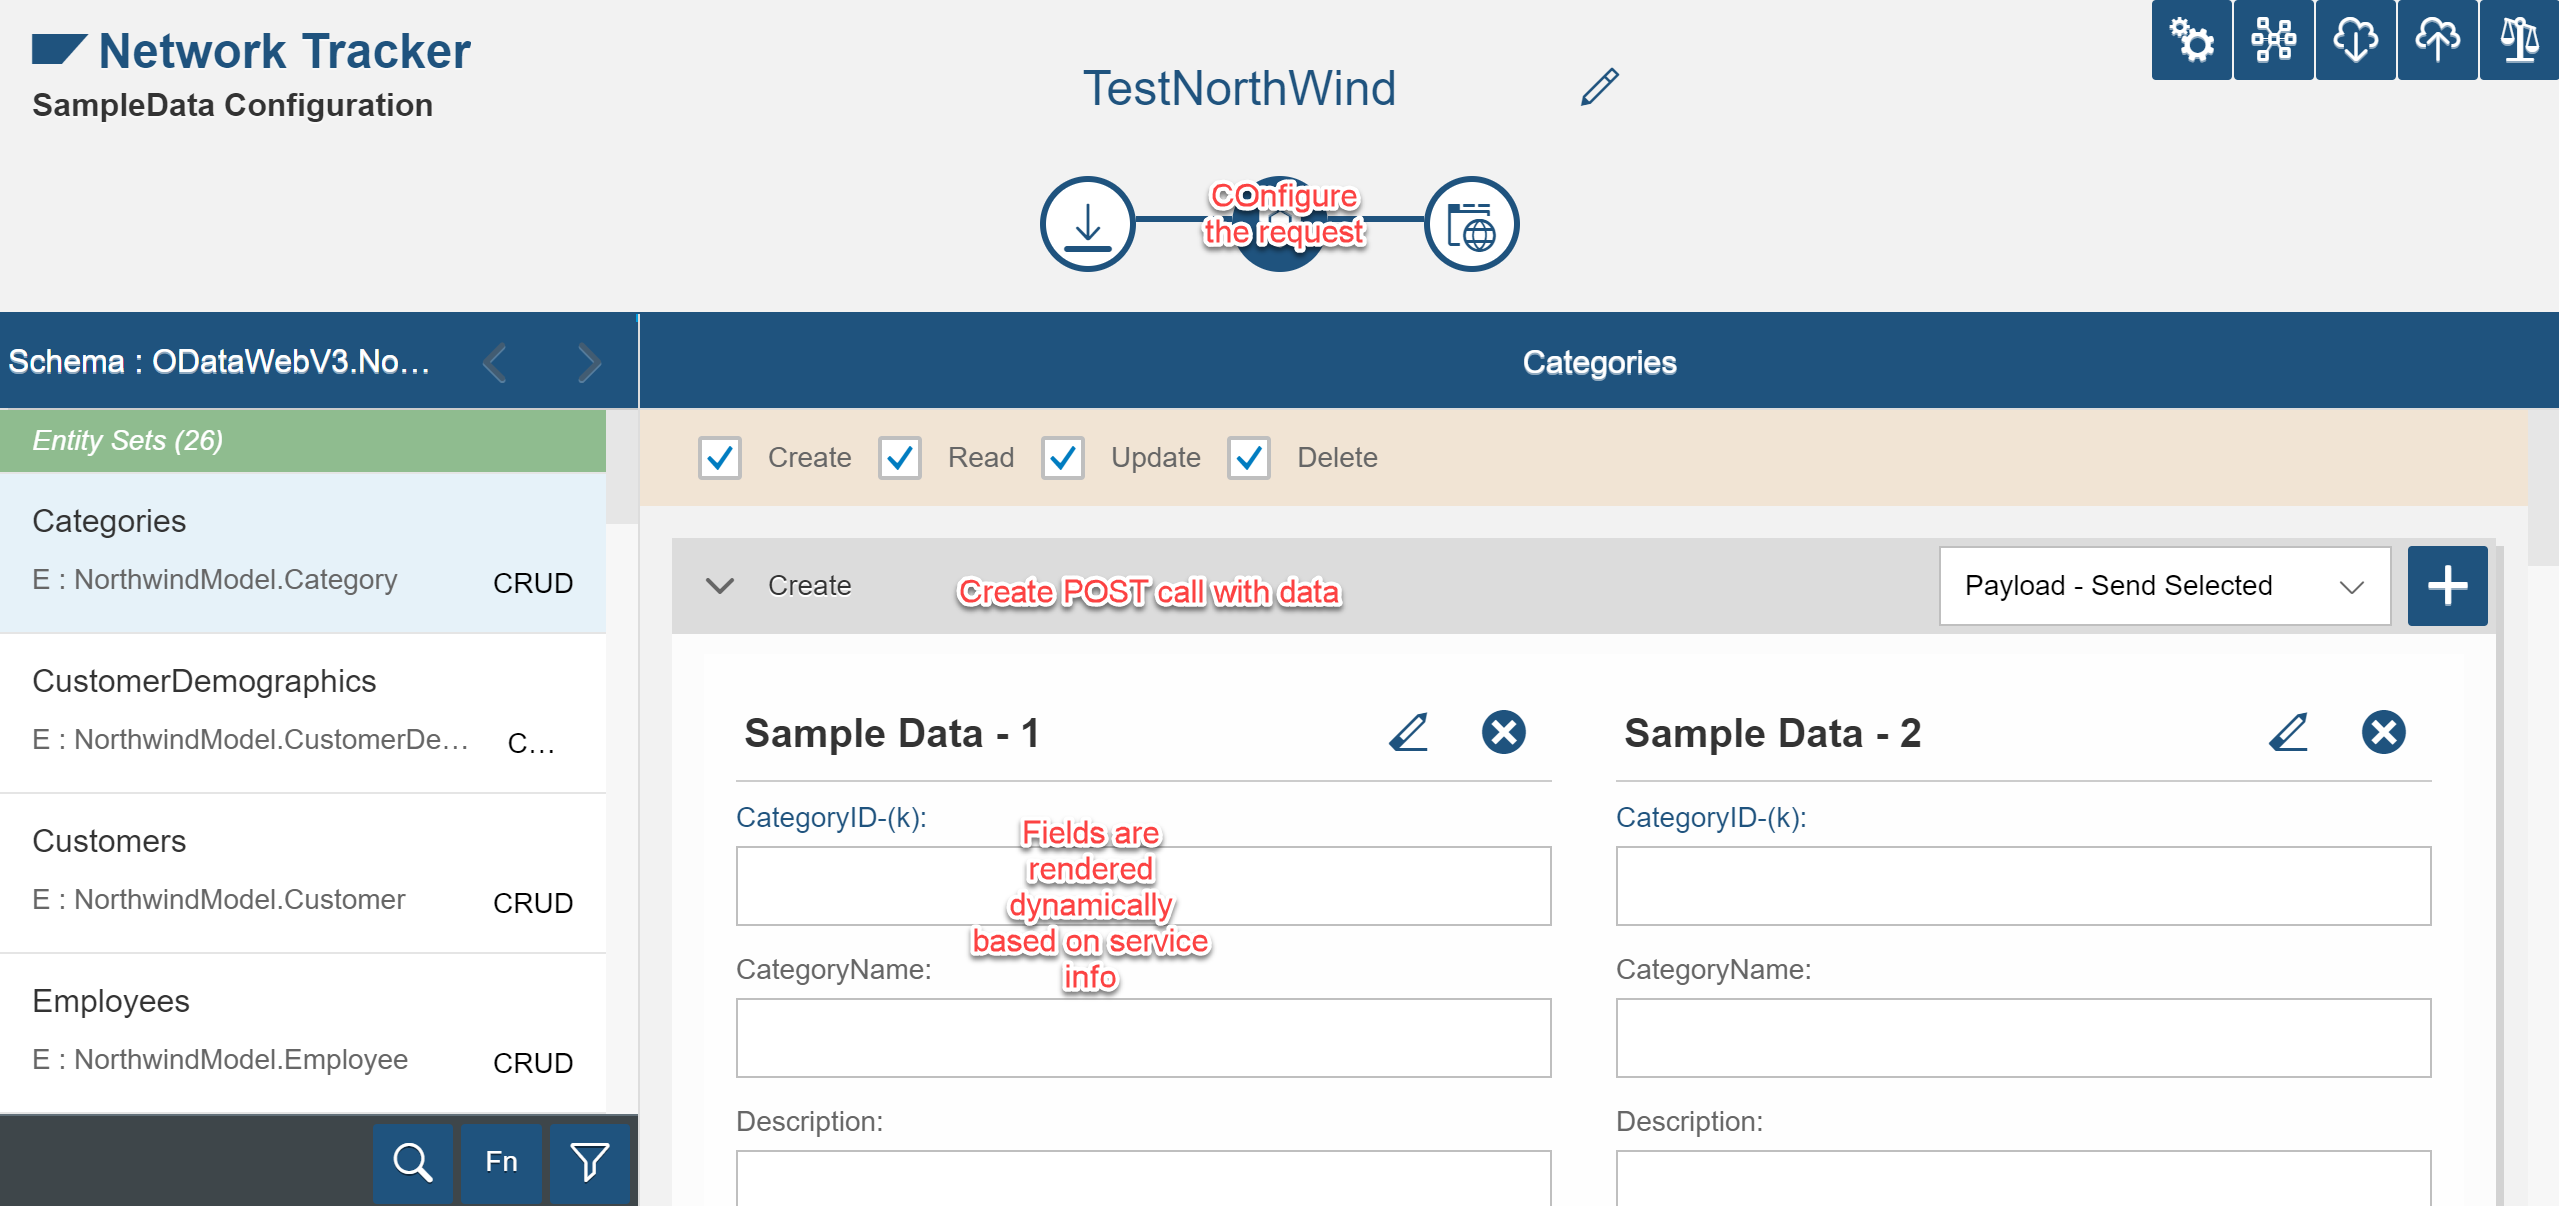 Network Tracker
SampleData Configuration
TestNorthWind
COnfigure
the request
Schema : ODataWebV3.No...
Categories
Entity Sets (26)
Create
Read
Update
Delete
Categories
E : NorthwindModel.Category
CRUD
Create
Create POST call with data
Payload - Send Selected
CustomerDemographics
E : NorthwindModel.CustomerDe...
C...
Sample Data - 1
Sample Data - 2
CategoryID-(k):
CategoryID-(k):
Fields are
rendered
dynamically
based on service
info
Customers
E : NorthwindModel.Customer
CRUD
CategoryName:
CategoryName:
Employees
E : NorthwindModel.Employee
CRUD
Description:
Description:
Fn